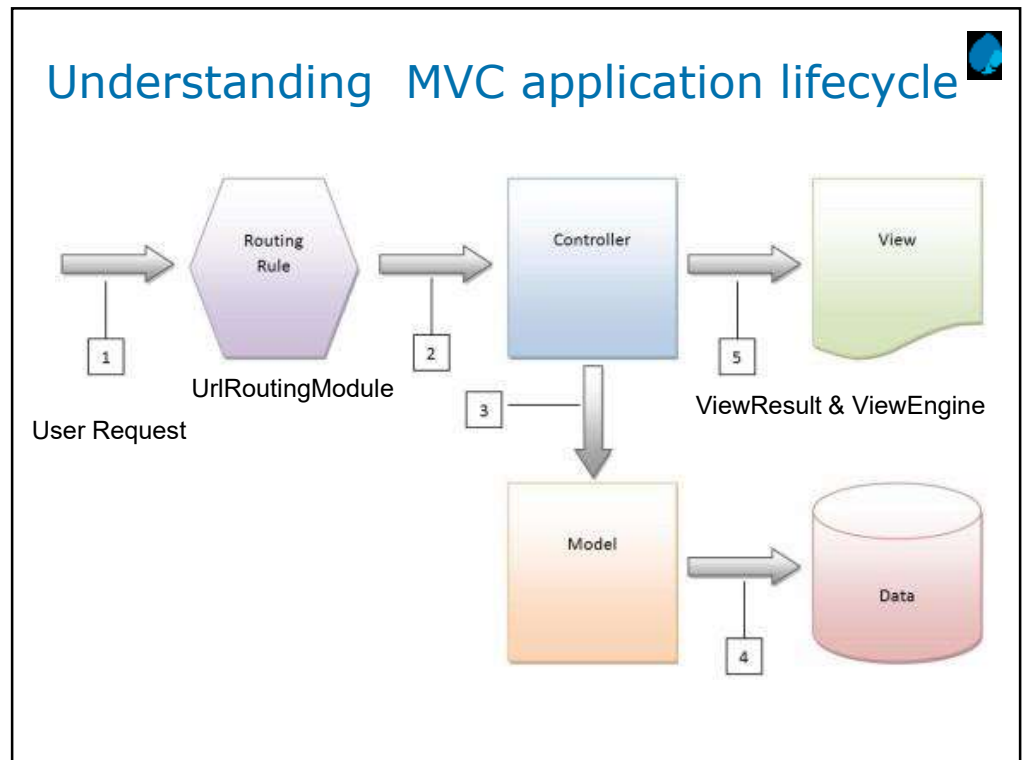 Understanding MVC application lifecycle
Routing
Rule
Controller
View
1
2
5
UrlRoutingModule
3
ViewResult & ViewEngine
User Request
Model
Data
4